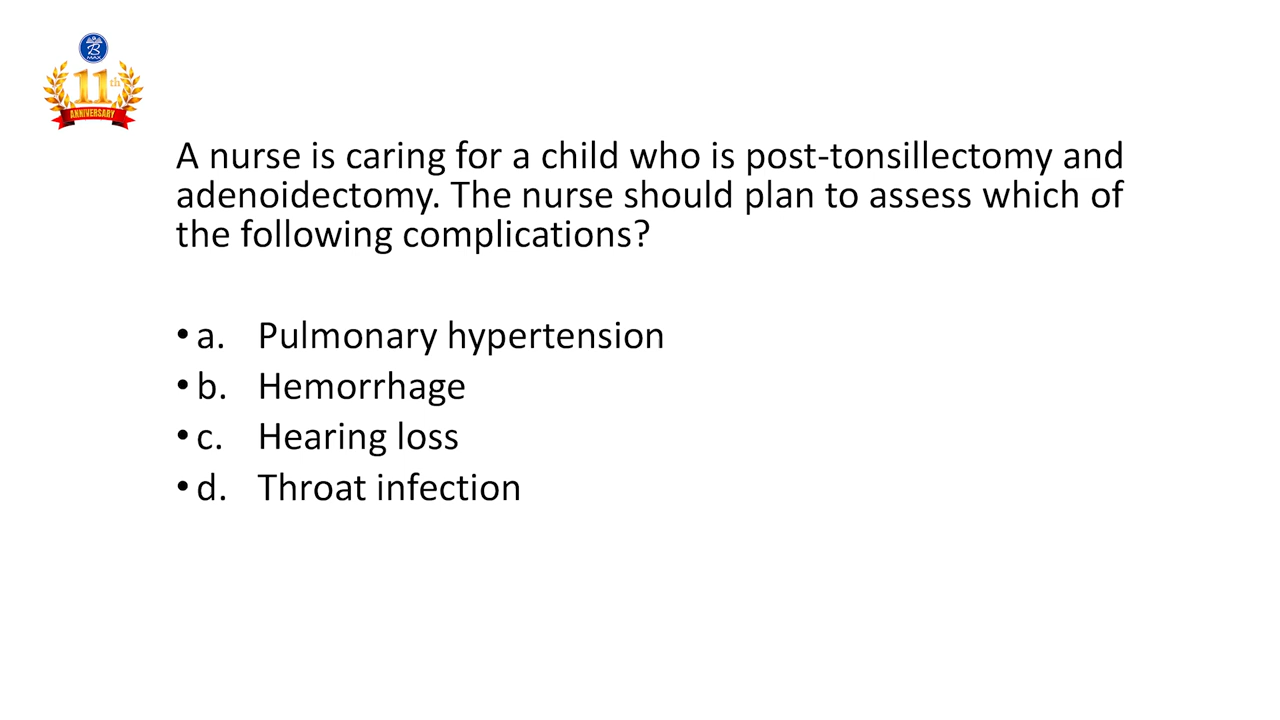 B
MAX
11th
ANNIVERSARY
A nurse is caring for a child who is post-tonsillectomy and
adenoidectomy. The nurse should plan to assess which of
the following complications?
• a. Pulmonary hypertension
• b. Hemorrhage
• c. Hearing loss
• d. Throat infection